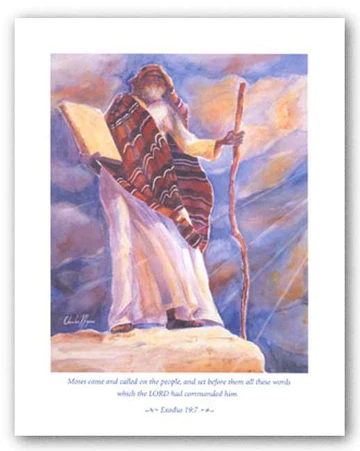 Moses came and called on the people, and set before them all these words
which the LORD had commanded him
Exodus 19:7